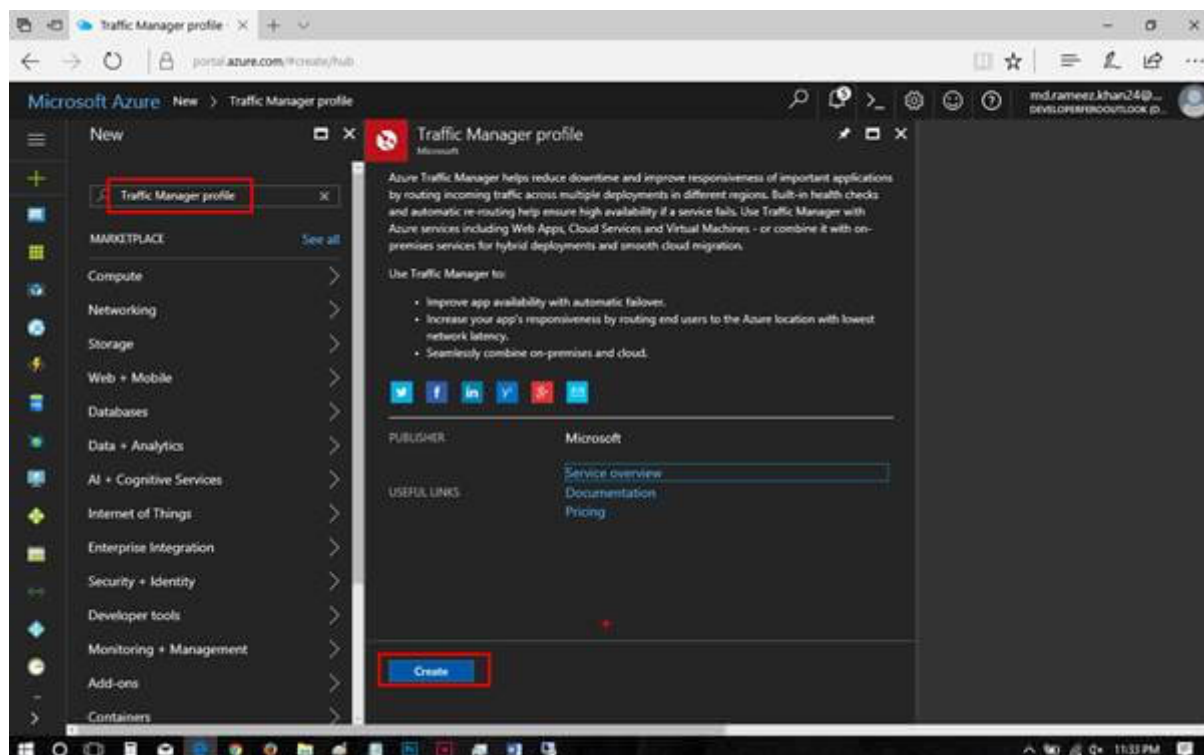 Traffic Manager profile
portal.azure.com/#create/hub
Microsoft Azure New > Traffic Manager profile
5
md.rameez.khan24@...
New
Traffic Manager profile
MARKETPLACE
See all
Compute
Networking
Storage
Web + Mobile
Databases
Data + Analytics
AI + Cognitive Services
Internet of Things
Enterprise Integration
Security + Identity
Developer tools
Monitoring + Management
Add-ons
Containers
Traffic Manager profile
Microsoft
Azure Traffic Manager helps reduce downtime and improve responsiveness of important applications
by routing incoming traffic across multiple deployments in different regions. Built-in health checks
and automatic re-routing help ensure high availability if a service fails. Use Traffic Manager with
Azure services including Web Apps, Cloud Services and Virtual Machines - or combine it with on-
premises services for hybrid deployments and smooth cloud migration.
Use Traffic Manager to:
• Improve app availability with automatic failover.
• Increase your app's responsiveness by routing end users to the Azure location with lowest
network latency.
• Seamlessly combine on-premises and cloud.
PUBLISHER
Microsoft
USEFUL LINKS
Service overview
Documentation
Pricing
Create
11:33 PM